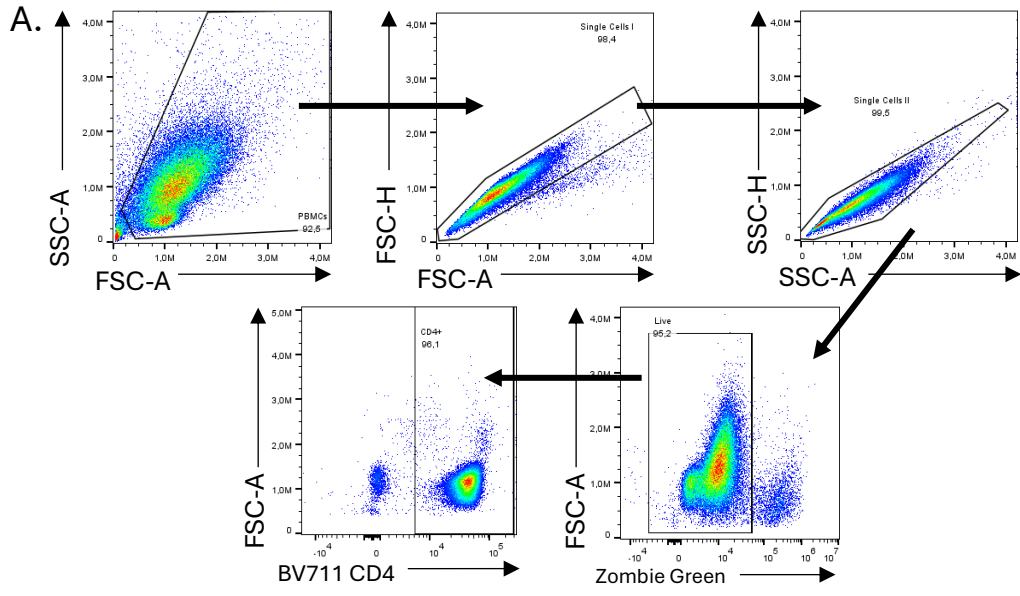 A.
SSC-A
4,0M
3,0M
2,0M
1,0M
0
PBMCs
92,5
0 1,0M 2,0M 3,0M 4,0M
FSC-A
FSC-H
4,0M
3,0M
2,0M
1,0M
0
Single Cells I
98,4
0 1,0M 2,0M 3,0M 4,0M
FSC-A
SSC-H
4,0M
3,0M
2,0M
1,0M
0
Single Cells II
99,5
0 1,0M 2,0M 3,0M 4,0M
SSC-A
FSC-A
5,0M
4,0M
3,0M
2,0M
1,0M
0
CD4+
96,1
-10^4 0 10^4 10^5
BV711 CD4
FSC-A
4,0M
3,0M
2,0M
1,0M
0
Live
95,2
-10^4 0 10^4 10^5 10^6 10^7
Zombie Green